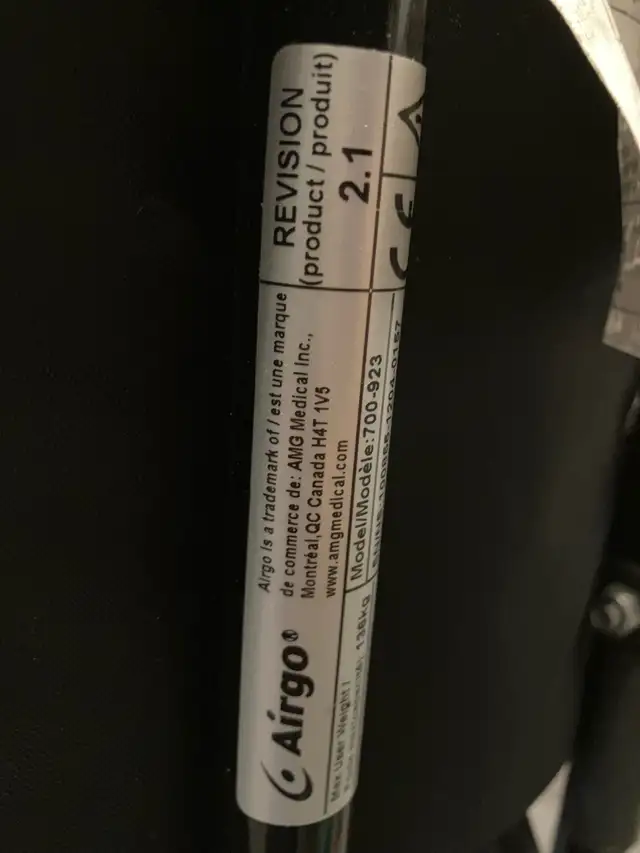 Airgo®
Airgo is a trademark of / est une marque
de commerce de: AMG Medical Inc.,
Montréal, QC Canada H4T 1V5
www.amgmedical.com
REVISION
(product / produit)
2.1
Max User Weight /
136kg
Model/Modèle:700-923
CE